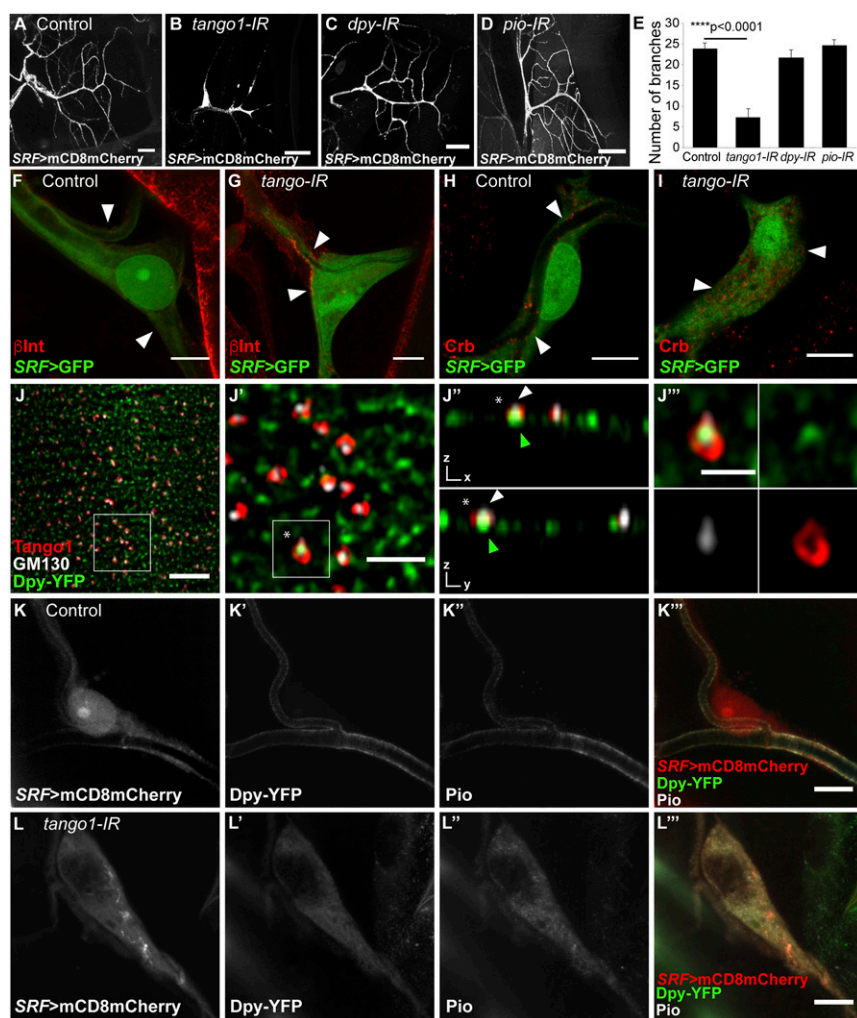 A Control
SRF>mCD8mCherry
B tango1-IR
SRF>mCD8mCherry
C dpy-IR
SRF>mCD8mCherry
D pio-IR
SRF>mCD8mCherry
E
****p<0.0001
Number of branches
30
25
20
15
10
5
0
Control tango1-IR dpy-IR pio-IR
F Control
βInt
SRF>GFP
G tango-IR
βInt
SRF>GFP
H Control
Crb
SRF>GFP
I tango-IR
Crb
SRF>GFP
J
Tango1
GM130
Dpy-YFP
J'
*
J''
*
z
x
*
z
y
J'''
K Control
SRF>mCD8mCherry
K'
Dpy-YFP
K''
Pio
K'''
SRF>mCD8mCherry
Dpy-YFP
Pio
L tango1-IR
SRF>mCD8mCherry
L'
Dpy-YFP
L''
Pio
L'''
SRF>mCD8mCherry
Dpy-YFP
Pio